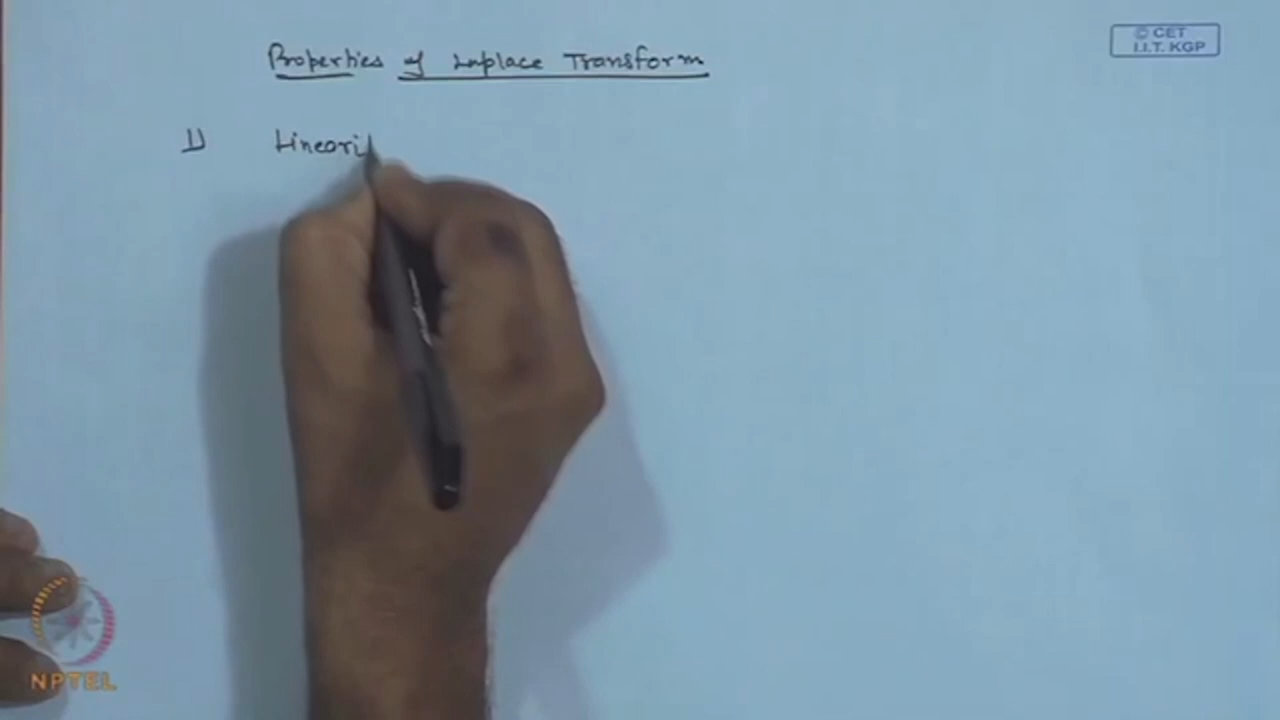 Properties of Laplace Transform
© CET
I.I.T. KGP
1) Lineari
NPTEL